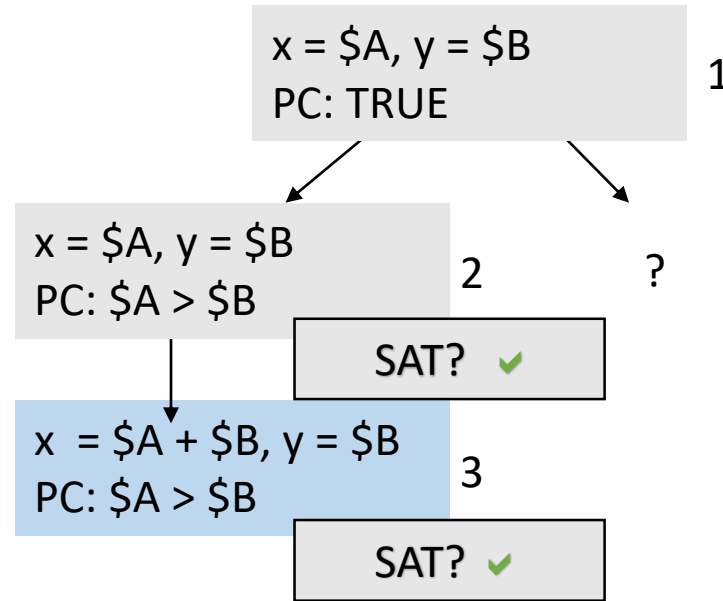 x = $A, y = $B
PC: TRUE
1
x = $A, y = $B
PC: $A > $B
2
?
SAT? ✔
x  = $A + $B, y = $B
PC: $A > $B
3
SAT? ✔